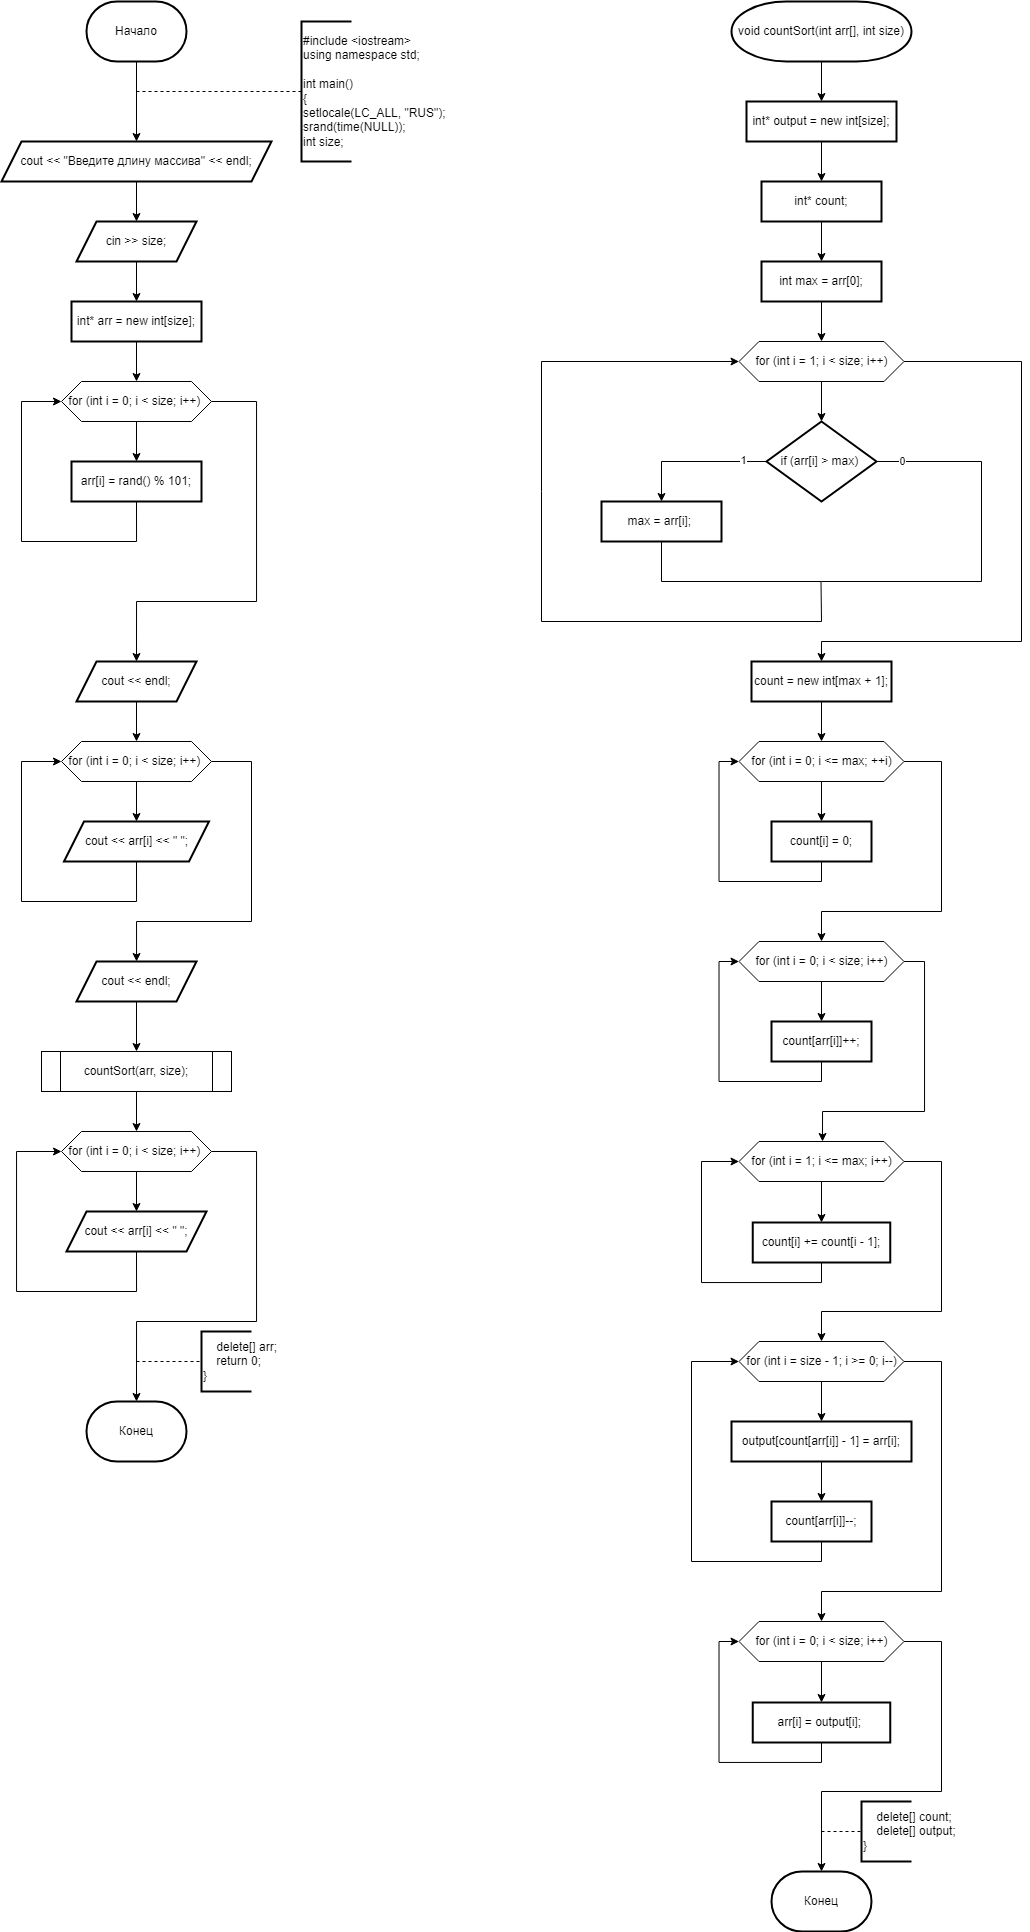 Начало
#include <iostream>
using namespace std;
int main()
{
setlocale(LC_ALL, "RUS");
srand(time(NULL));
int size;
cout << "Введите длину массива" << endl;
cin >> size;
int* arr = new int[size];
for (int i = 0; i < size; i++)
arr[i] = rand() % 101;
cout << endl;
for (int i = 0; i < size; i++)
cout << arr[i] << " ";
cout << endl;
countSort(arr, size);
for (int i = 0; i < size; i++)
cout << arr[i] << " ";
delete[] arr;
return 0;
}
Конец
void countSort(int arr[], int size)
int* output = new int[size];
int* count;
int max = arr[0];
for (int i = 1; i < size; i++)
if (arr[i] > max)
1
0
max = arr[i];
count = new int[max + 1];
for (int i = 0; i <= max; ++i)
count[i] = 0;
for (int i = 0; i < size; i++)
count[arr[i]]++;
for (int i = 1; i <= max; i++)
count[i] += count[i - 1];
for (int i = size - 1; i >= 0; i--)
output[count[arr[i]] - 1] = arr[i];
count[arr[i]]--;
for (int i = 0; i < size; i++)
arr[i] = output[i];
delete[] count;
delete[] output;
}
Конец